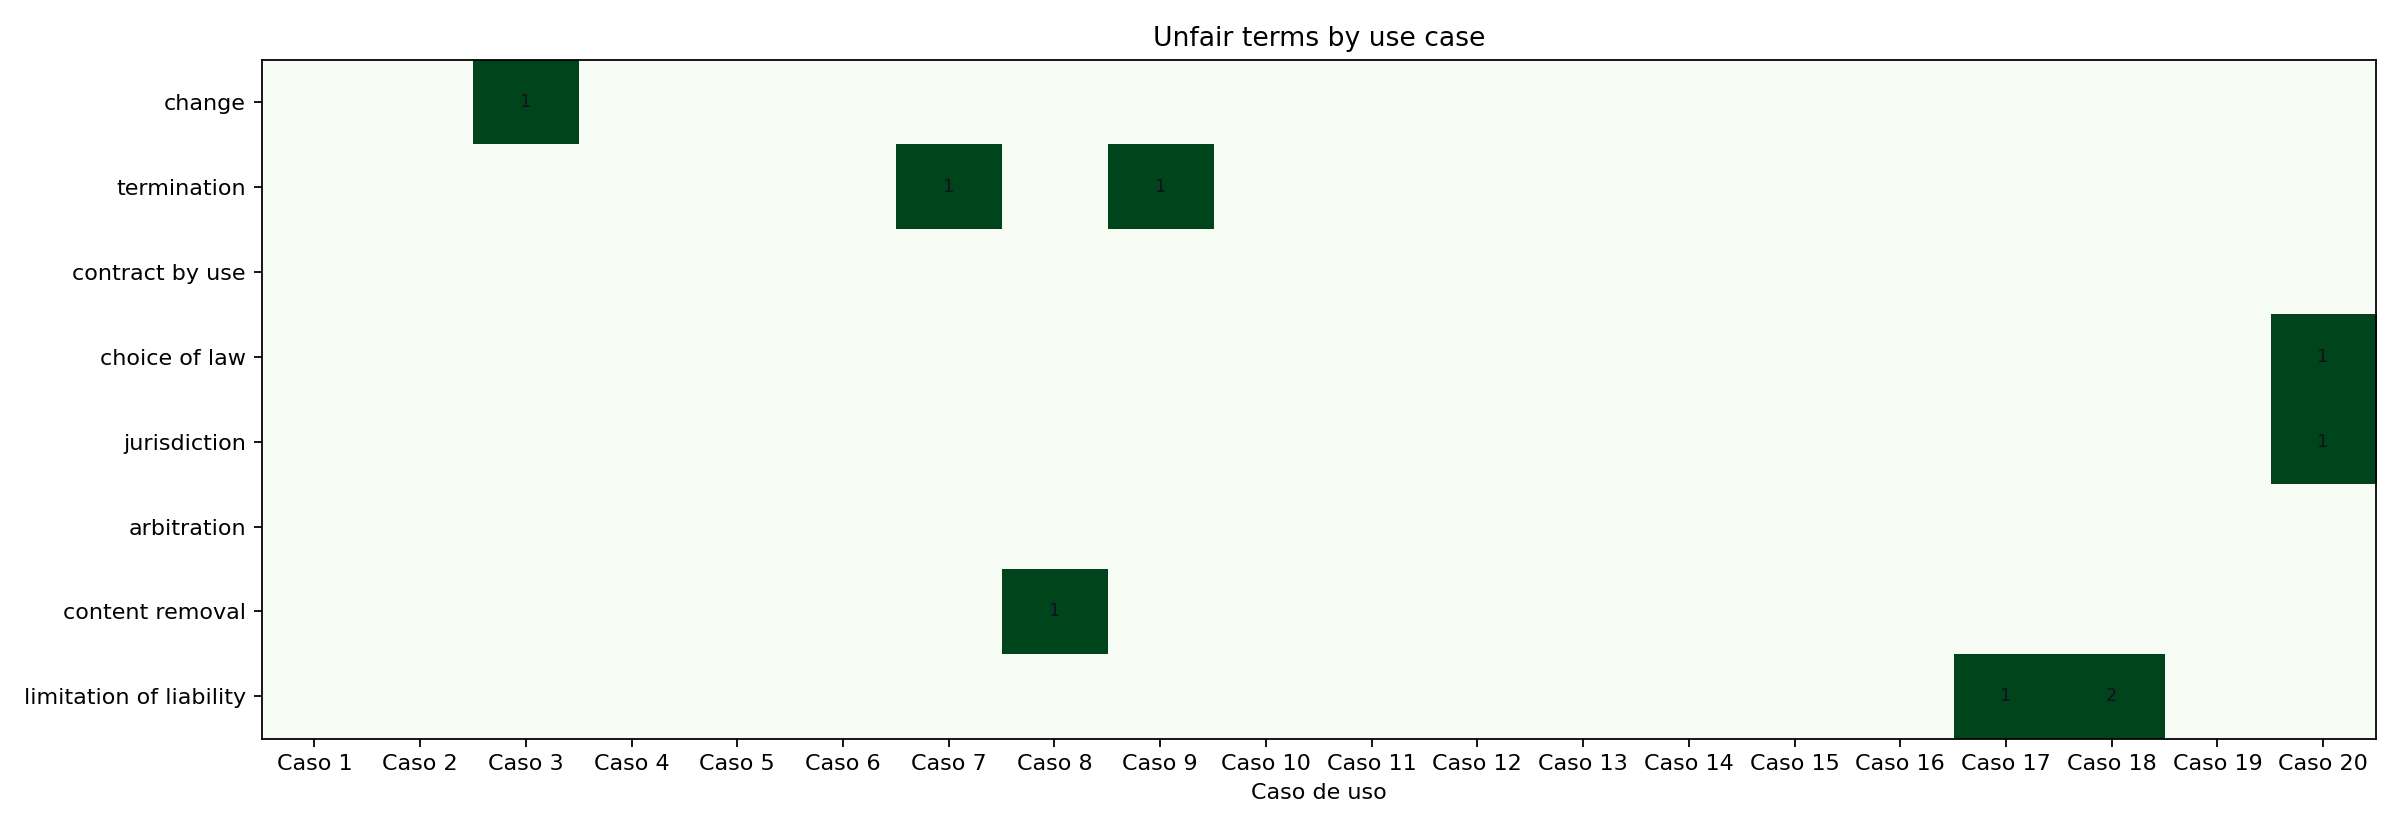 Unfair terms by use case
change
1
termination
1 1
contract by use
choice of law
1
jurisdiction
1
arbitration
content removal
1
limitation of liability
1 2
Caso 1 Caso 2 Caso 3 Caso 4 Caso 5 Caso 6 Caso 7 Caso 8 Caso 9 Caso 10 Caso 11 Caso 12 Caso 13 Caso 14 Caso 15 Caso 16 Caso 17 Caso 18 Caso 19 Caso 20
Caso de uso